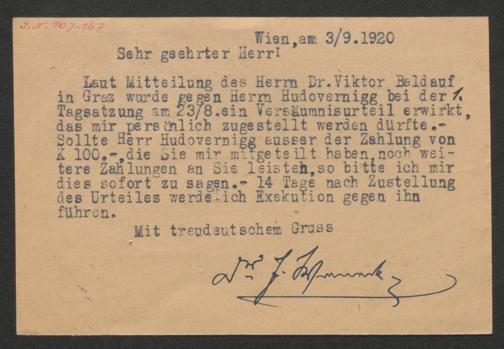 J.N. 107.167
Wien,am 3/9.1920
Sehr gsehrter Herr!
Laut Mitteilung des Herrn Dr.Viktor Baldauf
in Graz wurde gegen Herrn Hudovernigg bei der 1.
Tagsatzung am 23/8.ein Versäumnisurteil erwirkt,
das mir persönlich zugestellt werden dürfte.-
Sollte Herr Hudovernigg ausser der Zahlung von
K 100.-,die Sie mir mitgeteilt haben,noch wei-
tere Zahlungen an Sie leisten,so bitte ich mir
dies sofort zu sagen.- 14 Tage nach Zustellung
des Urteiles werde ich Exekution gegen ihn
führen.
Mit treudeutschem Gruss
Dr. J.